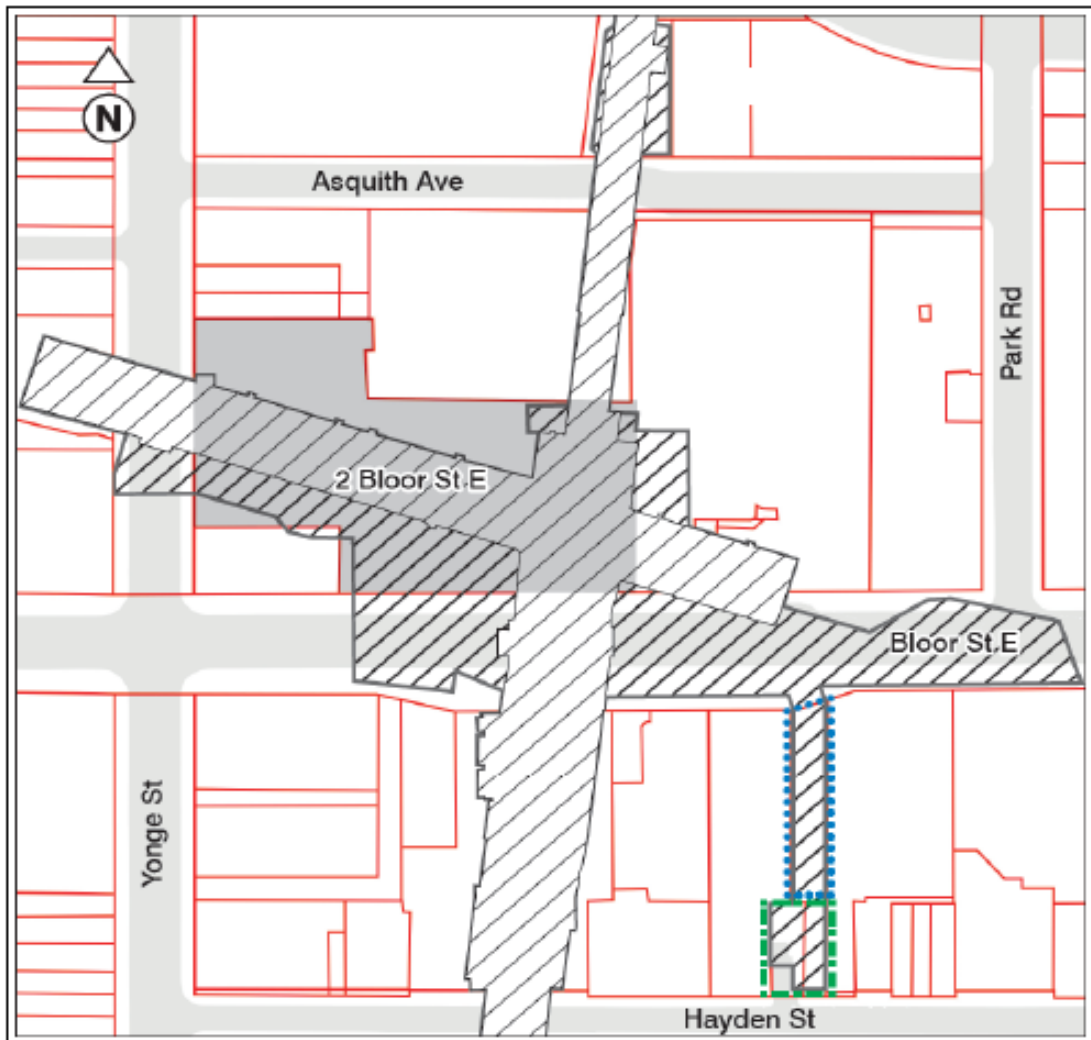 N
Asquith Ave
Park Rd
2 Bloor St E
Bloor St E
Yonge St
Hayden St